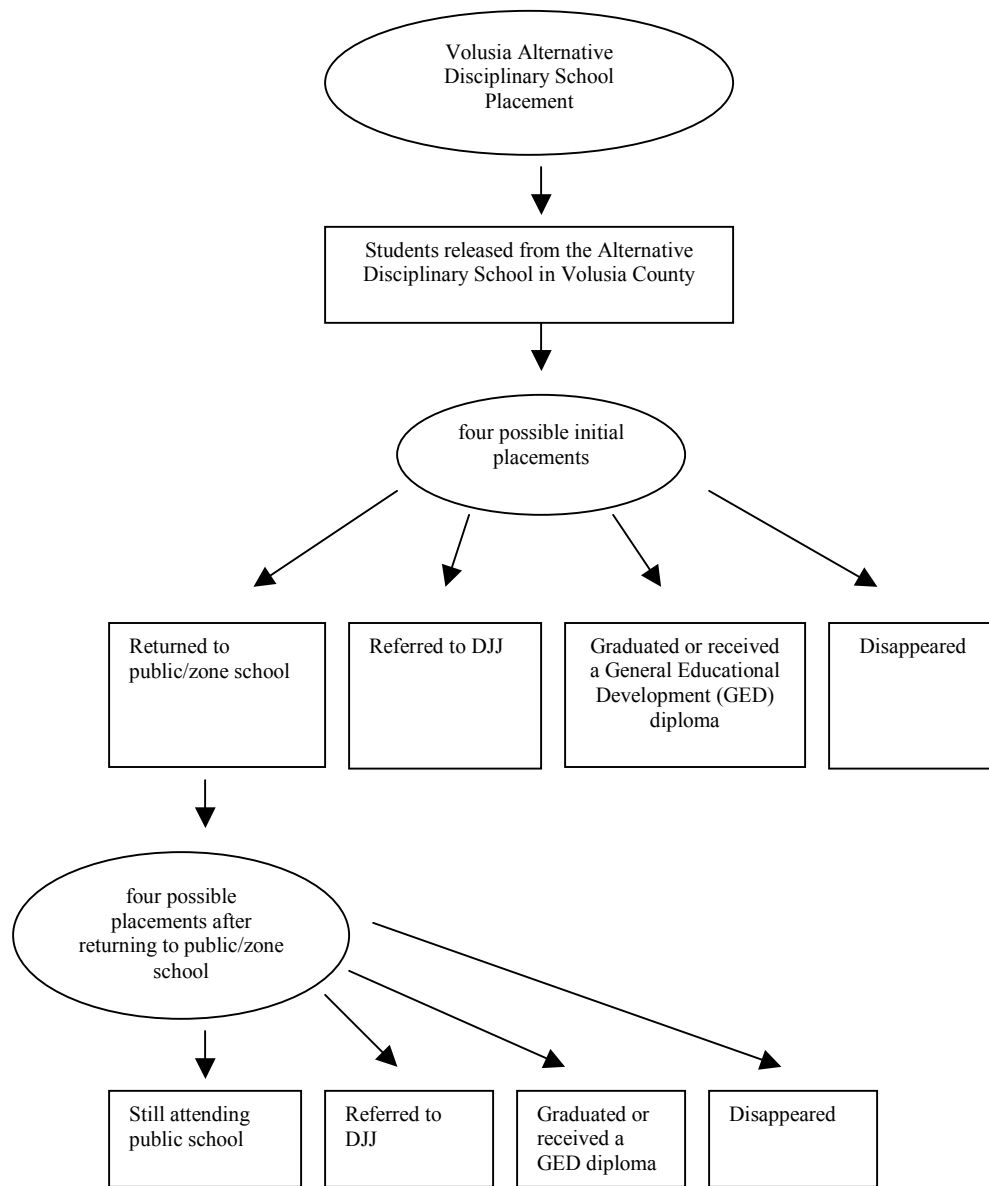 Volusia Alternative
Disciplinary School
Placement
Students released from the Alternative
Disciplinary School in Volusia County
four possible initial
placements
Returned to
public/zone school
Referred to DJJ
Graduated or received
a General Educational
Development (GED)
diploma
Disappeared
four possible
placements after
returning to public/zone
school
Still attending
public school
Referred to
DJJ
Graduated or
received a
GED diploma
Disappeared